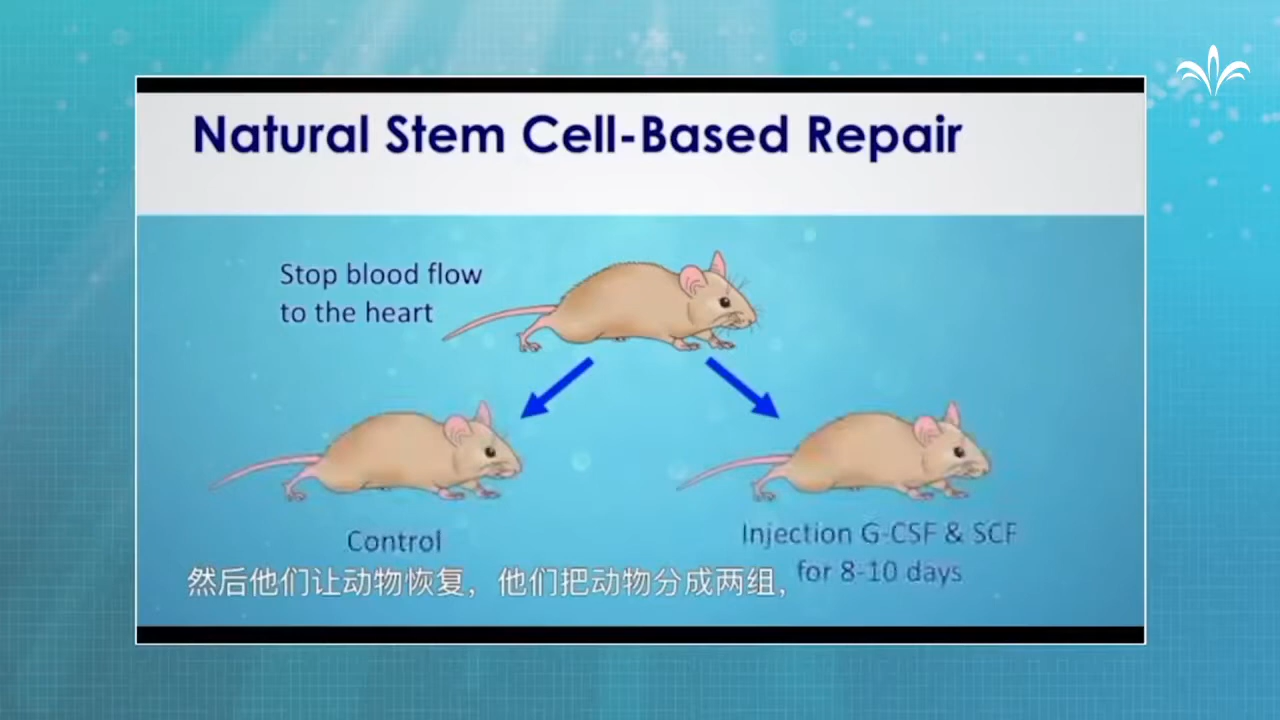 Natural Stem Cell-Based Repair
Stop blood flow
to the heart
Control
Injection G-CSF & SCF
for 8-10 days
然后他们让动物恢复，他们把动物分成两组，